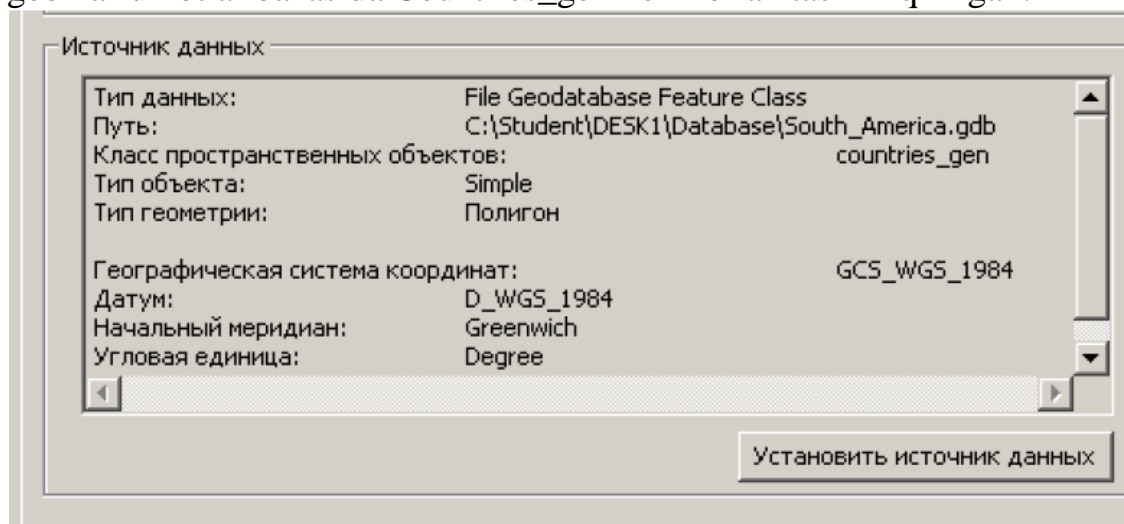 Источник данных
Тип данных: File Geodatabase Feature Class
Путь: C:\Student\DESK1\Database\South_America.gdb
Класс пространственных объектов: countries_gen
Тип объекта: Simple
Тип геометрии: Полигон
Географическая система координат: GCS_WGS_1984
Датум: D_WGS_1984
Начальный меридиан: Greenwich
Угловая единица: Degree
Установить источник данных